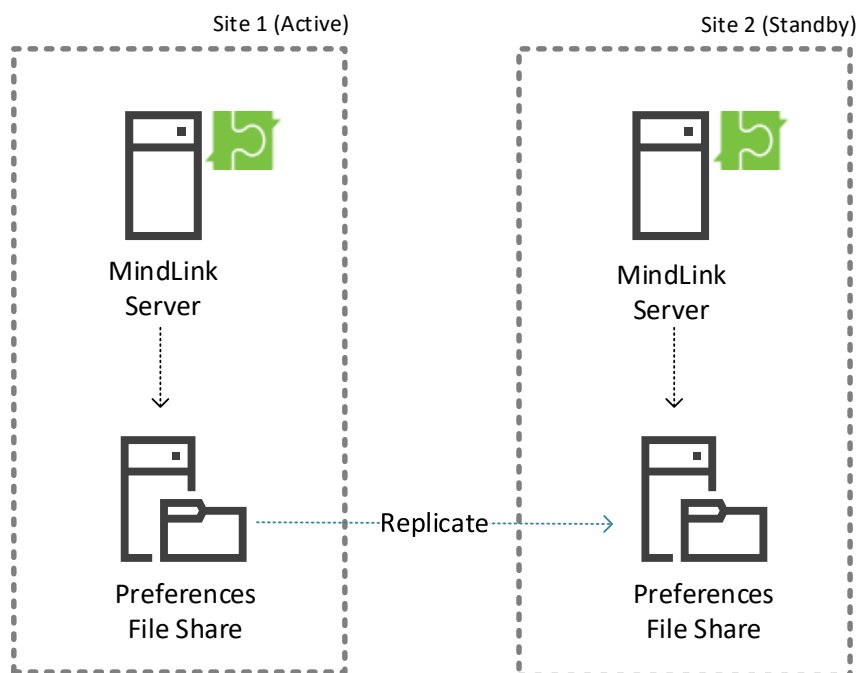 Site 1 (Active)
Site 2 (Standby)
MindLink
Server
MindLink
Server
Replicate
Preferences
File Share
Preferences
File Share